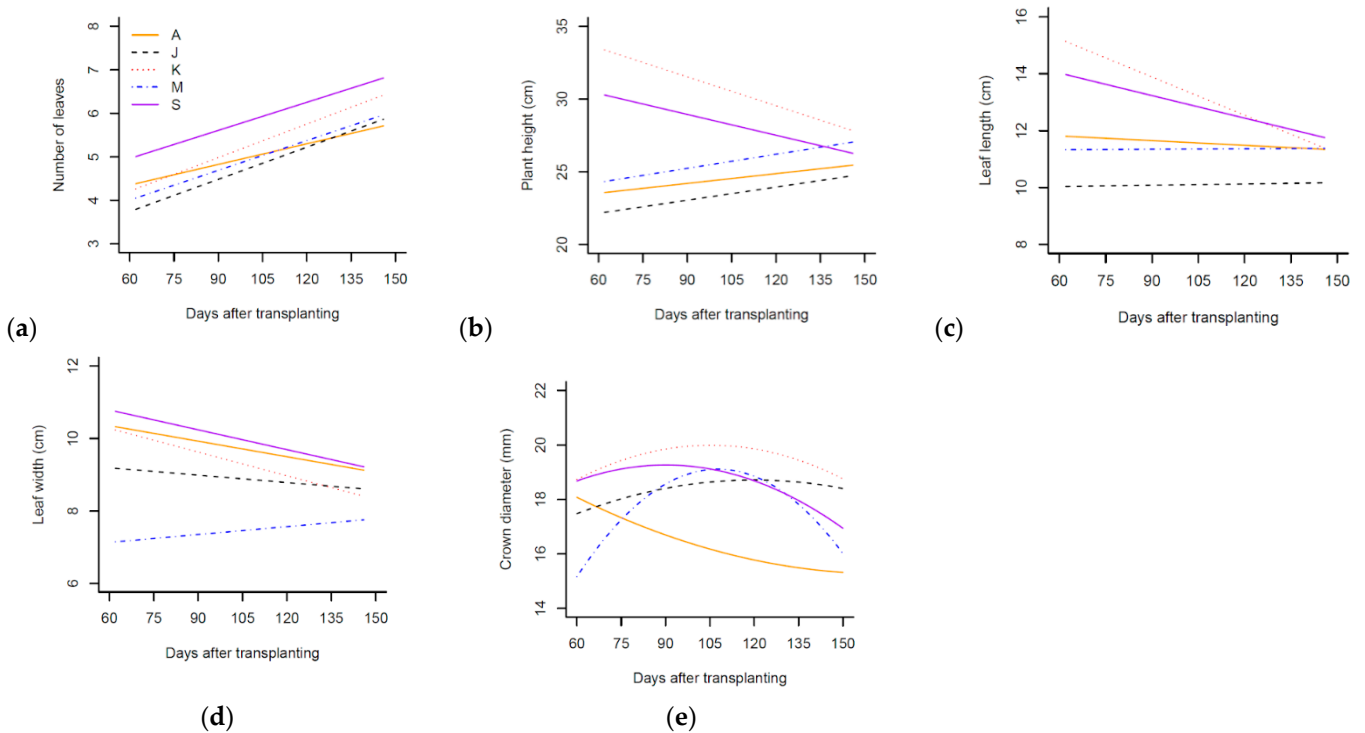 Number of leaves
8
7
6
5
4
3
A
J
K
M
S
60 75 90 105 120 135 150
Days after transplanting
(a)
Plant height (cm)
35
30
25
20
60 75 90 105 120 135 150
Days after transplanting
(b)
Leaf length (cm)
16
14
12
10
8
60 75 90 105 120 135 150
Days after transplanting
(c)
Leaf width (cm)
12
10
8
6
60 75 90 105 120 135 150
Days after transplanting
(d)
Crown diameter (mm)
22
20
18
16
14
60 75 90 105 120 135 150
Days after transplanting
(e)